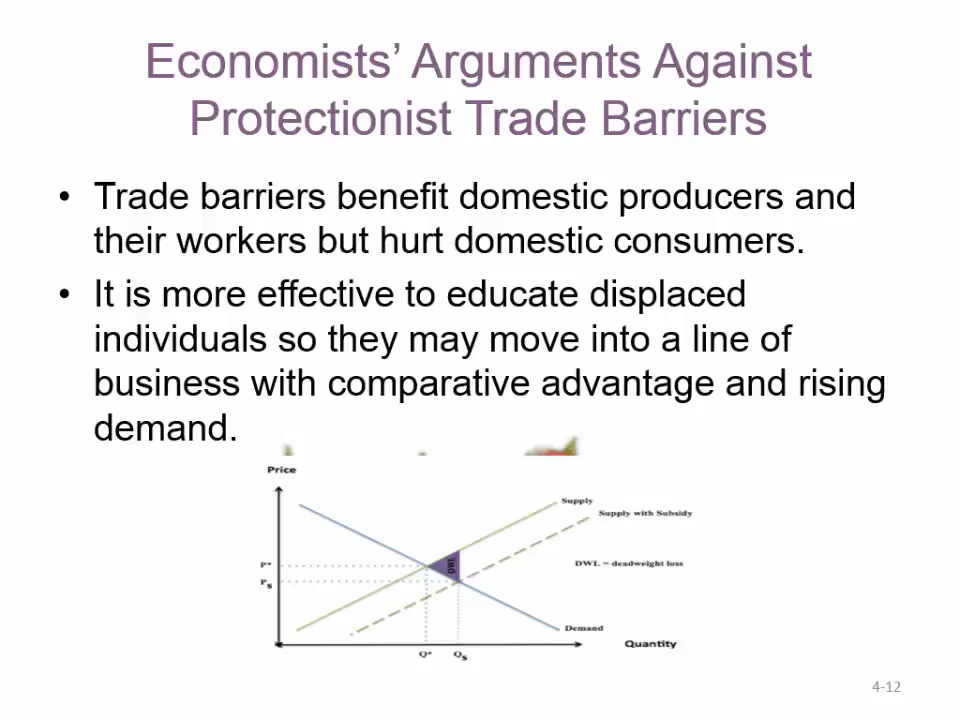 Economists’ Arguments Against
Protectionist Trade Barriers
• Trade barriers benefit domestic producers and
their workers but hurt domestic consumers.
• It is more effective to educate displaced
individuals so they may move into a line of
business with comparative advantage and rising
demand.
Price
Supply
Supply with Subsidy
P*
DWL
DWL = deadweight loss
Ps
Demand
Quantity
Q*
Qs
4-12